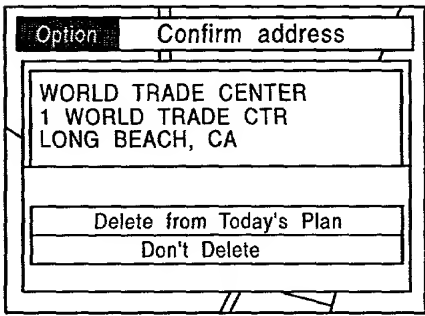 Option Confirm address
WORLD TRADE CENTER
1 WORLD TRADE CTR
LONG BEACH, CA
Delete from Today's Plan
Don't Delete